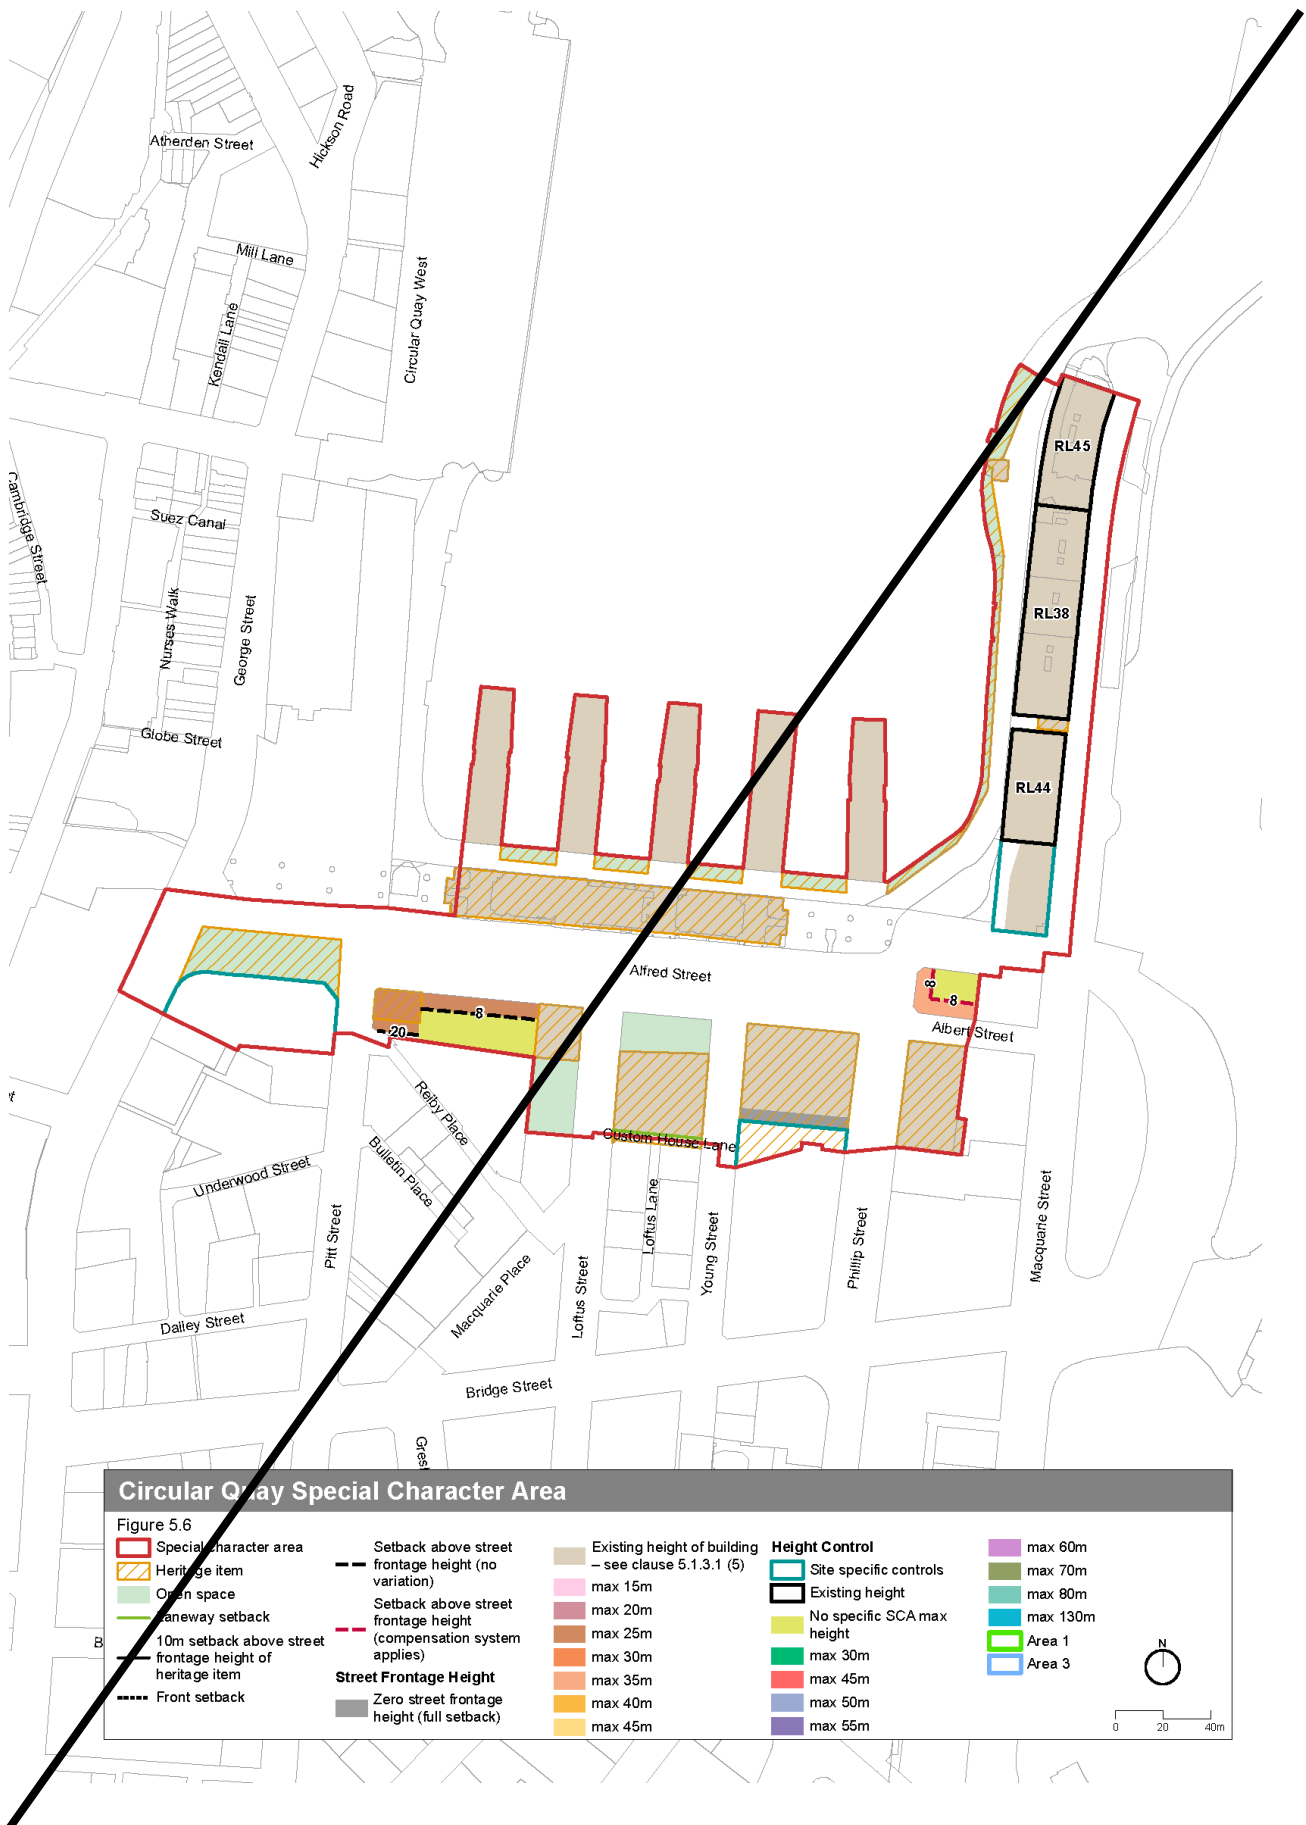 Atherden Street
Hickson Road
Mill Lane
Kendall Lane
Circular Quay West
RL45
Cambridge Street
Suez Canal
Nurses Walk
George Street
RL38
Globe Street
RL44
Alfred Street
8
8
8
20
Albert Street
Reiby Place
Custom House Lane
Bulletin Place
Underwood Street
Pitt Street
Loftus Lane
Young Street
Phillip Street
Macquarie Street
Macquarie Place
Loftus Street
Dalley Street
Bridge Street
Circular Quay Special Character Area
Figure 5.6
Special character area
Heritage item
Open space
Laneway setback
10m setback above street
frontage height of
heritage item
Front setback
Setback above street
frontage height (no
variation)
Setback above street
frontage height
(compensation system
applies)
Street Frontage Height
Zero street frontage
height (full setback)
Existing height of building
– see clause 5.1.3.1 (5)
max 15m
max 20m
max 25m
max 30m
max 35m
max 40m
max 45m
Height Control
Site specific controls
Existing height
No specific SCA max
height
max 30m
max 45m
max 50m
max 55m
max 60m
max 70m
max 80m
max 130m
Area 1
Area 3
N
0 20 40m